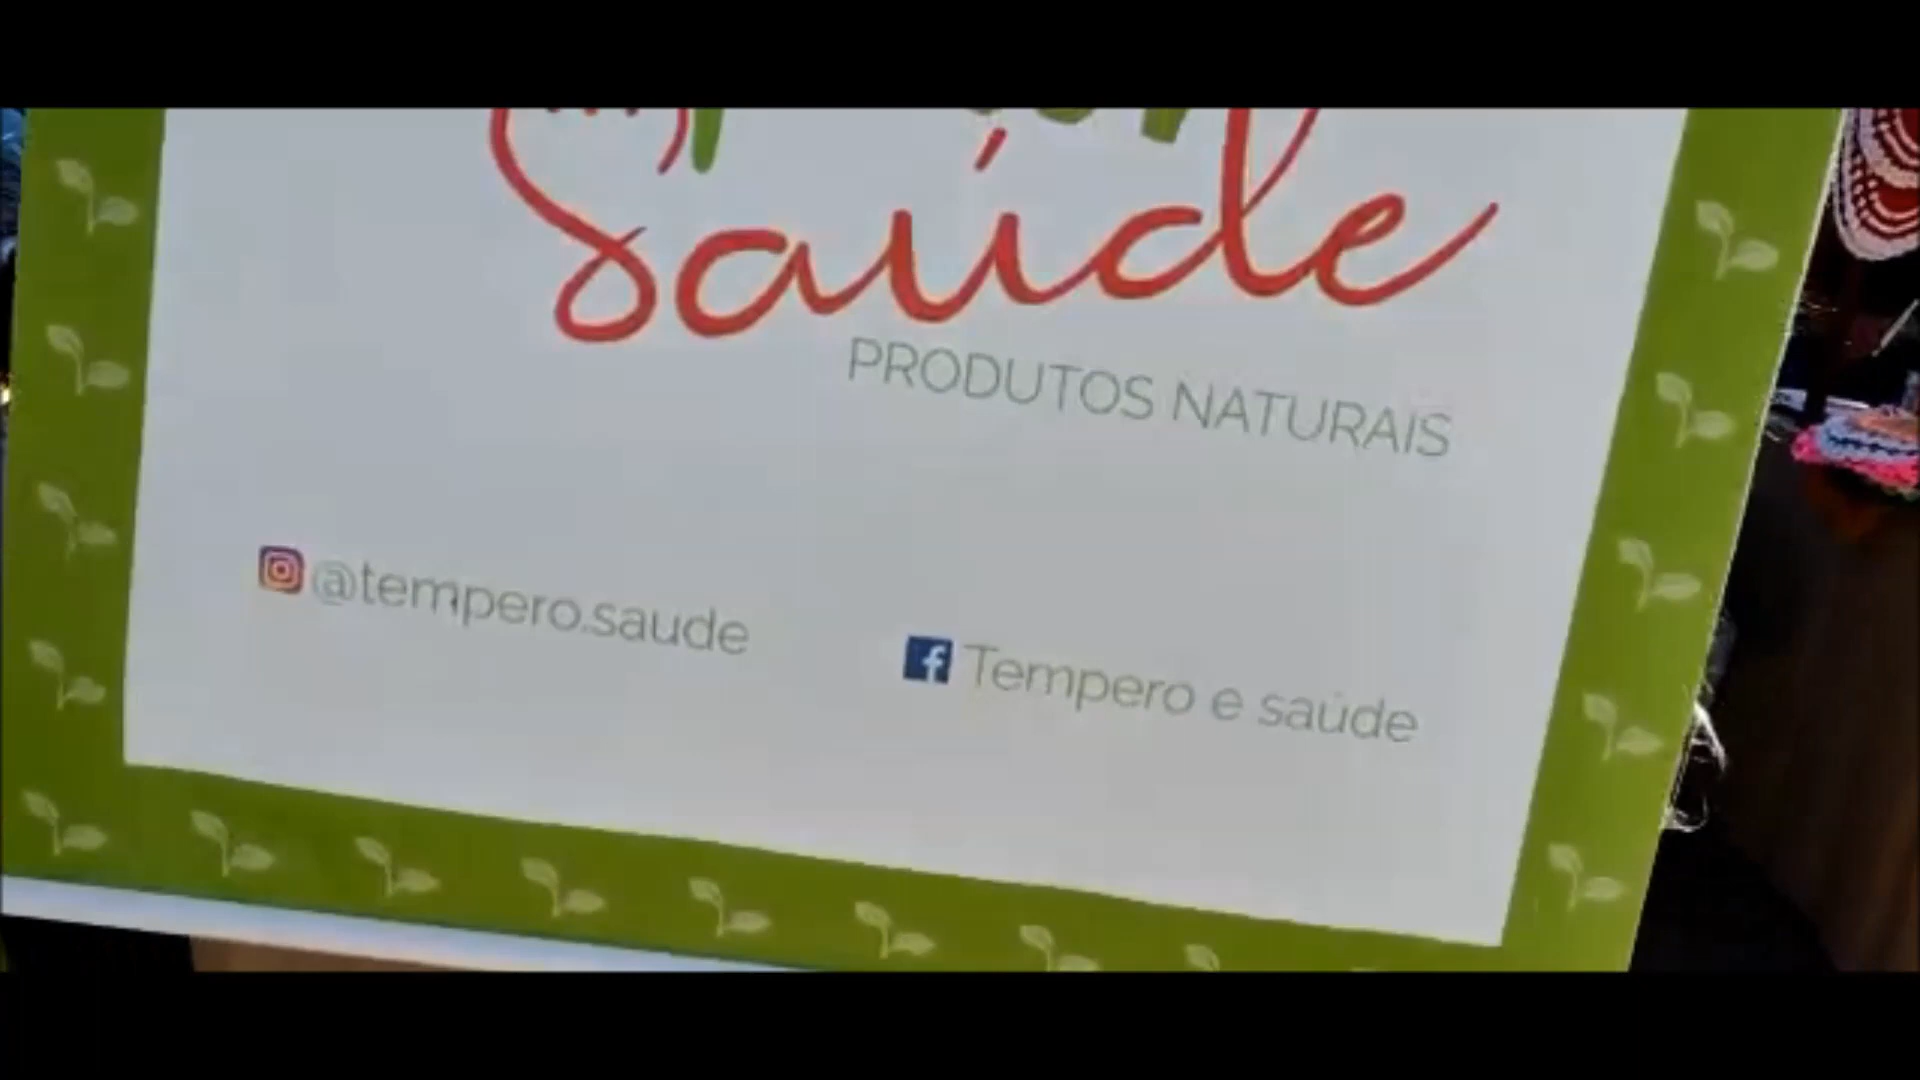 Saúde
PRODUTOS NATURAIS
@tempero.saude
Tempero e saúde